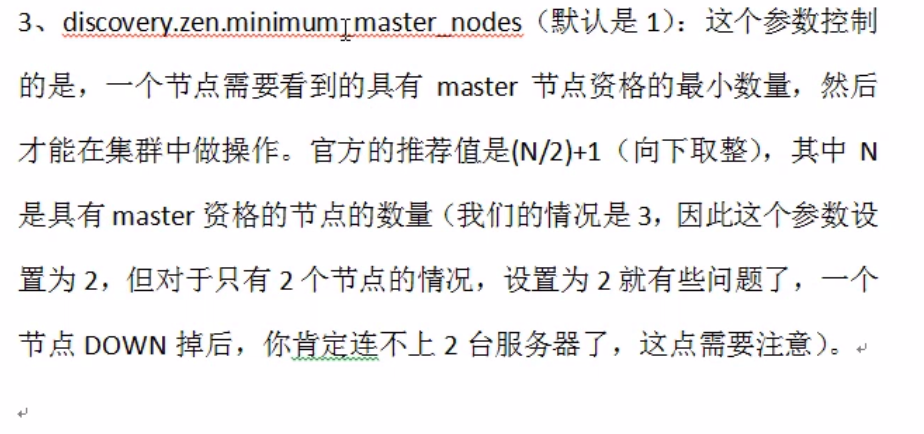 3、discovery.zen.minimum_master_nodes（默认是 1）：这个参数控制
的是，一个节点需要看到的具有 master 节点资格的最小数量，然后
才能在集群中做操作。官方的推荐值是(N/2)+1（向下取整），其中 N
是具有 master 资格的节点的数量（我们的情况是 3，因此这个参数设
置为 2，但对于只有 2 个节点的情况，设置为 2 就有些问题了，一个
节点 DOWN 掉后，你肯定连不上 2 台服务器了，这点需要注意）。